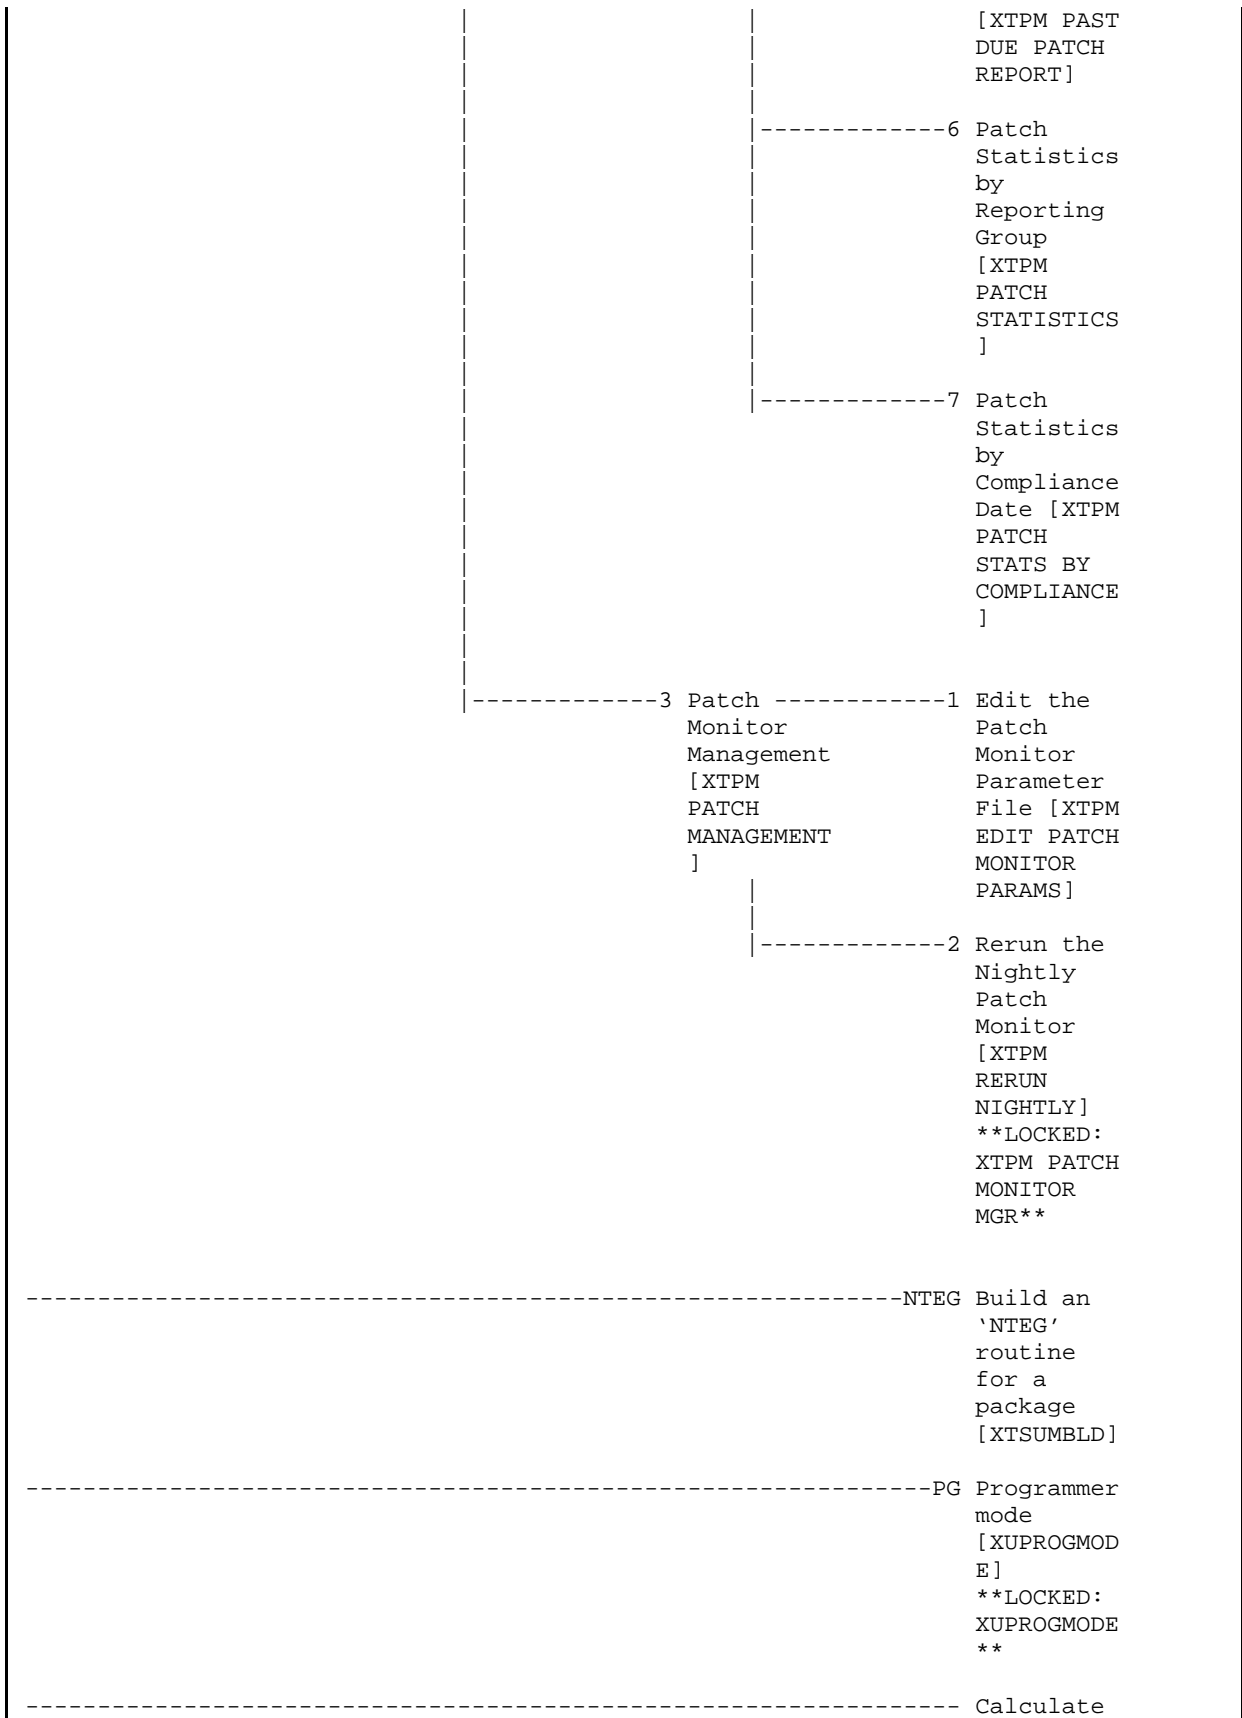 [XTPM PAST
DUE PATCH
REPORT]
|-------------6 Patch
Statistics
by
Reporting
Group
[XTPM
PATCH
STATISTICS
]
|-------------7 Patch
Statistics
by
Compliance
Date [XTPM
PATCH
STATS BY
COMPLIANCE
]
|-------------3 Patch ------------1 Edit the
Monitor Patch
Management Monitor
[XTPM Parameter
PATCH File [XTPM
MANAGEMENT EDIT PATCH
] MONITOR
PARAMS]
|-------------2 Rerun the
Nightly
Patch
Monitor
[XTPM
RERUN
NIGHTLY]
**LOCKED:
XTPM PATCH
MONITOR
MGR**
-------------------------------------------------------------NTEG Build an
‘NTEG’
routine
for a
package
[XTSUMBLD]
---------------------------------------------------------------PG Programmer
mode
[XUPROGMOD
E]
**LOCKED:
XUPROGMODE
**
----------------------------------------------------------------- Calculate